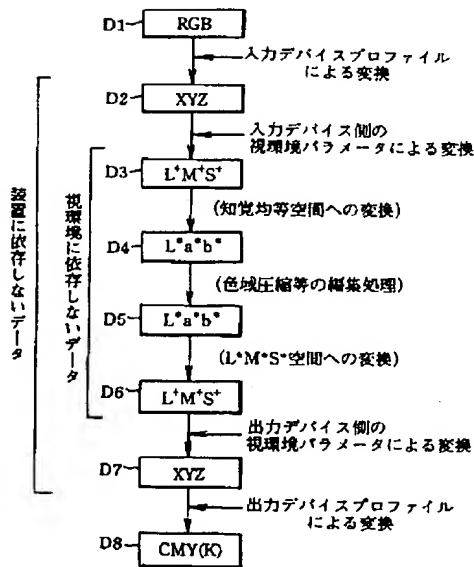 D1 RGB
入力デバイスプロファイル
による変換
D2 XYZ
入力デバイス側の
視環境パラメータによる変換
D3 L⁺M⁺S⁺
(知覚均等空間への変換)
D4 L*a*b*
(色域圧縮等の編集処理)
D5 L*a*b*
(L⁺M⁺S⁺空間への変換)
D6 L⁺M⁺S⁺
出力デバイス側の
視環境パラメータによる変換
D7 XYZ
出力デバイスプロファイル
による変換
D8 CMY(K)
装置に依存しないデータ
視環境に依存しないデータ